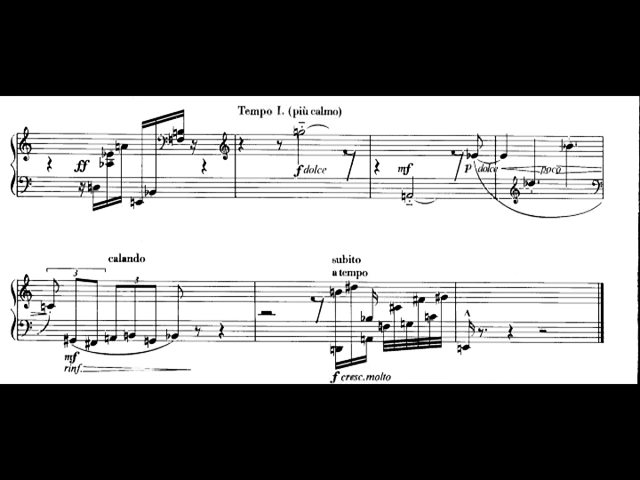 Tempo I. (più calmo)
ff
f dolce
mf
p dolce
poco
calando
subito
a tempo
3
3
mf
rinf.
f cresc. molto